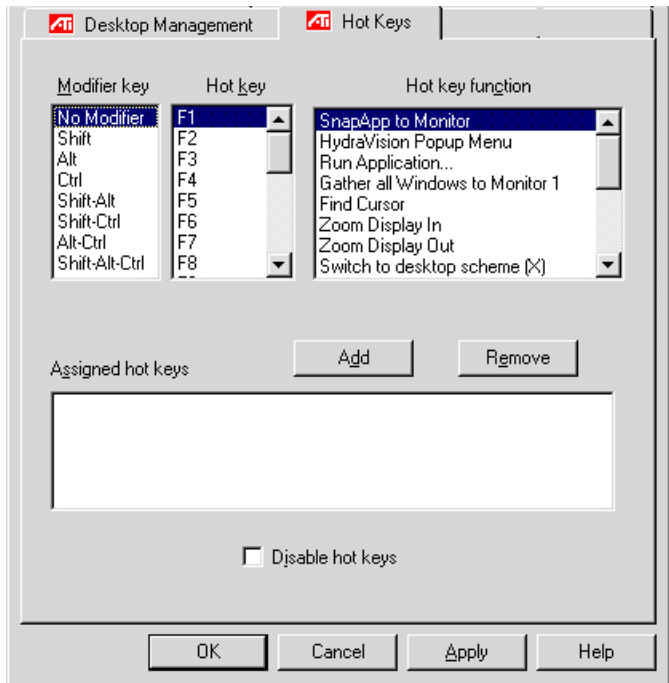 ATI Desktop Management
ATI Hot Keys
Modifier key
No Modifier
Shift
Alt
Ctrl
Shift-Alt
Shift-Ctrl
Alt-Ctrl
Shift-Alt-Ctrl
Hot key
F1
F2
F3
F4
F5
F6
F7
F8
Hot key function
SnapApp to Monitor
HydraVision Popup Menu
Run Application...
Gather all Windows to Monitor 1
Find Cursor
Zoom Display In
Zoom Display Out
Switch to desktop scheme (X)
Add
Remove
Assigned hot keys
Disable hot keys
OK
Cancel
Apply
Help